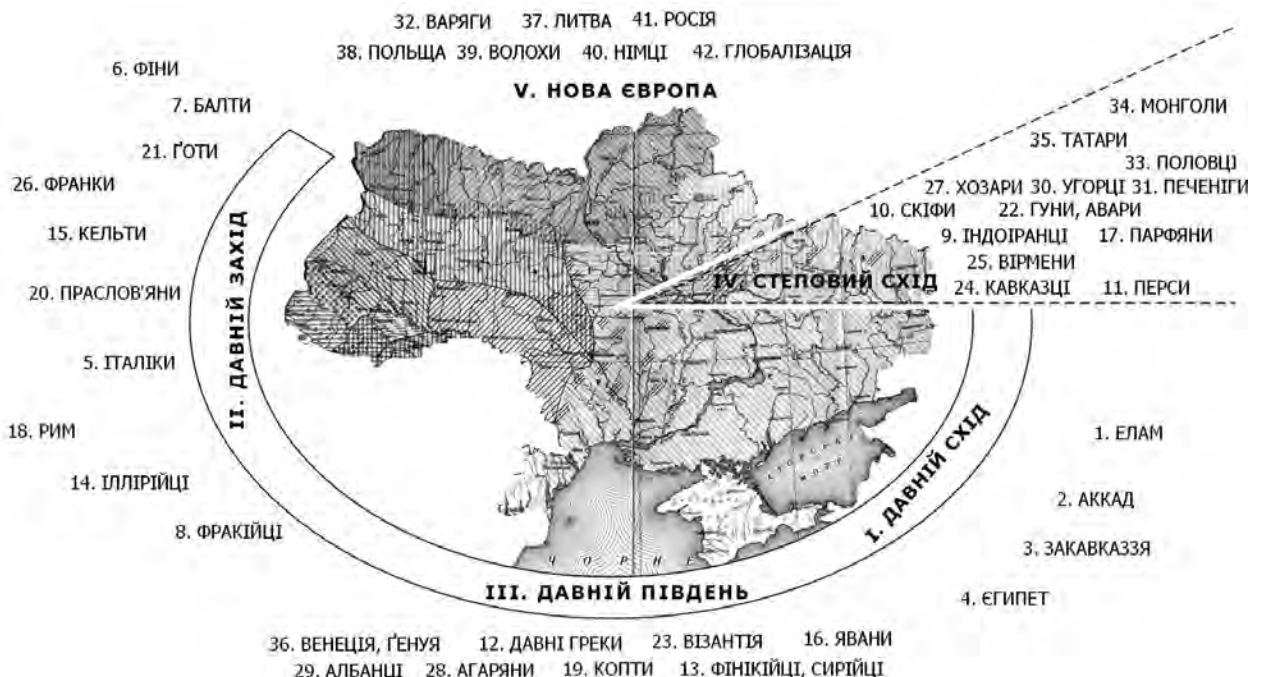 32. ВАРЯГИ 37. ЛИТВА 41. РОСІЯ
38. ПОЛЬЩА 39. ВОЛОХИ 40. НІМЦІ 42. ГЛОБАЛІЗАЦІЯ
V. НОВА ЄВРОПА
6. ФІНИ
7. БАЛТИ
21. ҐОТИ
26. ФРАНКИ
15. КЕЛЬТИ
20. ПРАСЛОВ'ЯНИ
5. ІТАЛІКИ
18. РИМ
14. ІЛЛІРІЙЦІ
8. ФРАКІЙЦІ
II. ДАВНІЙ ЗАХІД
34. МОНГОЛИ
35. ТАТАРИ
33. ПОЛОВЦІ
27. ХОЗАРИ 30. УГОРЦІ 31. ПЕЧЕНІГИ
10. СКІФИ 22. ГУНИ, АВАРИ
9. ІНДОІРАНЦІ 17. ПАРФЯНИ
25. ВІРМЕНИ
IV. СТЕПОВИЙ СХІД
24. КАВКАЗЦІ 11. ПЕРСИ
I. ДАВНІЙ СХІД
1. ЕЛАМ
2. АККАД
3. ЗАКАВКАЗЗЯ
4. ЄГИПЕТ
ЧОРНЕ
III. ДАВНІЙ ПІВДЕНЬ
36. ВЕНЕЦІЯ, ҐЕНУЯ 12. ДАВНІ ГРЕКИ 23. ВІЗАНТІЯ 16. ЯВАНИ
29. АЛБАНЦІ 28. АГАРЯНИ 19. КОПТИ 13. ФІНІКІЙЦІ, СИРІЙЦІ